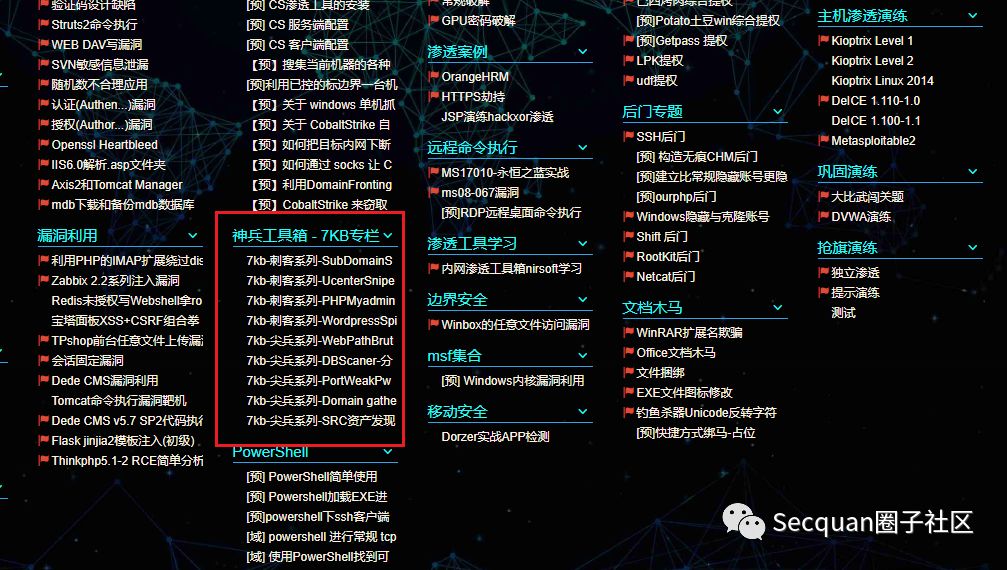 验证码设计缺陷
Struts2命令执行
WEB DAV写漏洞
SVN敏感信息泄漏
随机数不合理应用
认证(Authen...)漏洞
授权(Author...)漏洞
Openssl Heartbleed
IIS6.0解析.asp文件夹
Axis2和Tomcat Manager
mdb下载和备份mdb数据库
漏洞利用
利用PHP的IMAP扩展绕过dis
Zabbix 2.2系列注入漏洞
Redis未授权写Webshell拿ro
宝塔面板XSS+CSRF组合拳
TPshop前台任意文件上传漏
会话固定漏洞
Dede CMS漏洞利用
Tomcat命令执行漏洞靶机
Dede CMS v5.7 SP2代码执行
Flask jinjia2模板注入(初级)
Thinkphp5.1-2 RCE简单分析
[预] CS渗透工具的安装
[预] CS 服务端配置
[预] CS 客户端配置
【预】搜集当前机器的各种
[预]利用已控的标边界一台机
【预】关于 windows 单机抓
【预】关于 CobaltStrike 自
【预】如何把目标内网下断
【预】如何通过 socks 让 C
【预】利用DomainFronting
【预】CobaltStrike 来窃取
神兵工具箱 - 7KB专栏
7kb-刺客系列-SubDomainS
7kb-刺客系列-UcenterSnipe
7kb-刺客系列-PHPMyadmin
7kb-刺客系列-WordpressSpi
7kb-尖兵系列-WebPathBrut
7kb-尖兵系列-DBScaner-分
7kb-尖兵系列-PortWeakPw
7kb-尖兵系列-Domain gathe
7kb-尖兵系列-SRC资产发现
PowerShell
[预] PowerShell简单使用
[预] Powershell加载EXE进
[预]powershell下ssh客户端
[域] powershell 进行常规 tcp
[域] 使用PowerShell找到可
常规破解
GPU密码破解
渗透案例
OrangeHRM
HTTPS劫持
JSP演练hackxor渗透
远程命令执行
MS17010-永恒之蓝实战
ms08-067漏洞
[预]RDP远程桌面命令执行
渗透工具学习
内网渗透工具箱nirsoft学习
边界安全
Winbox的任意文件访问漏洞
msf集合
[预] Windows内核漏洞利用
移动安全
Dorzer实战APP检测
巴西烤肉综合提权
[预]Potato土豆win综合提权
[预]Getpass 提权
LPK提权
udf提权
后门专题
SSH后门
[预] 构造无痕CHM后门
[预]建立比常规隐藏账号更隐
[预]ourphp后门
Windows隐藏与克隆账号
Shift 后门
RootKit后门
Netcat后门
文档木马
WinRAR扩展名欺骗
Office文档木马
文件捆绑
EXE文件图标修改
钓鱼杀器Unicode反转字符
[预]快捷方式绑马-占位
主机渗透演练
Kioptrix Level 1
Kioptrix Level 2
Kioptrix Linux 2014
DelCE 1.110-1.0
DelCE 1.100-1.1
Metasploitable2
巩固演练
大比武闯关题
DVWA演练
抢旗演练
独立渗透
提示演练
测试
Secquan圈子社区